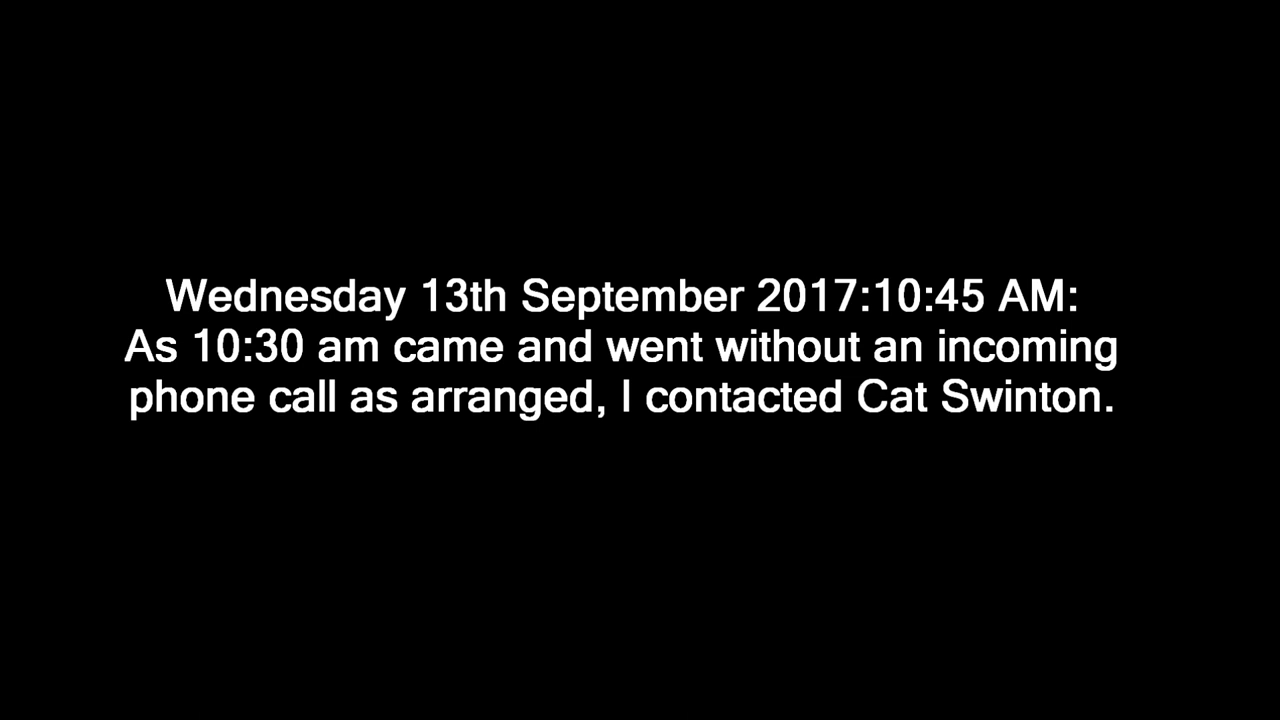 Wednesday 13th September 2017:10:45 AM:
As 10:30 am came and went without an incoming
phone call as arranged, I contacted Cat Swinton.